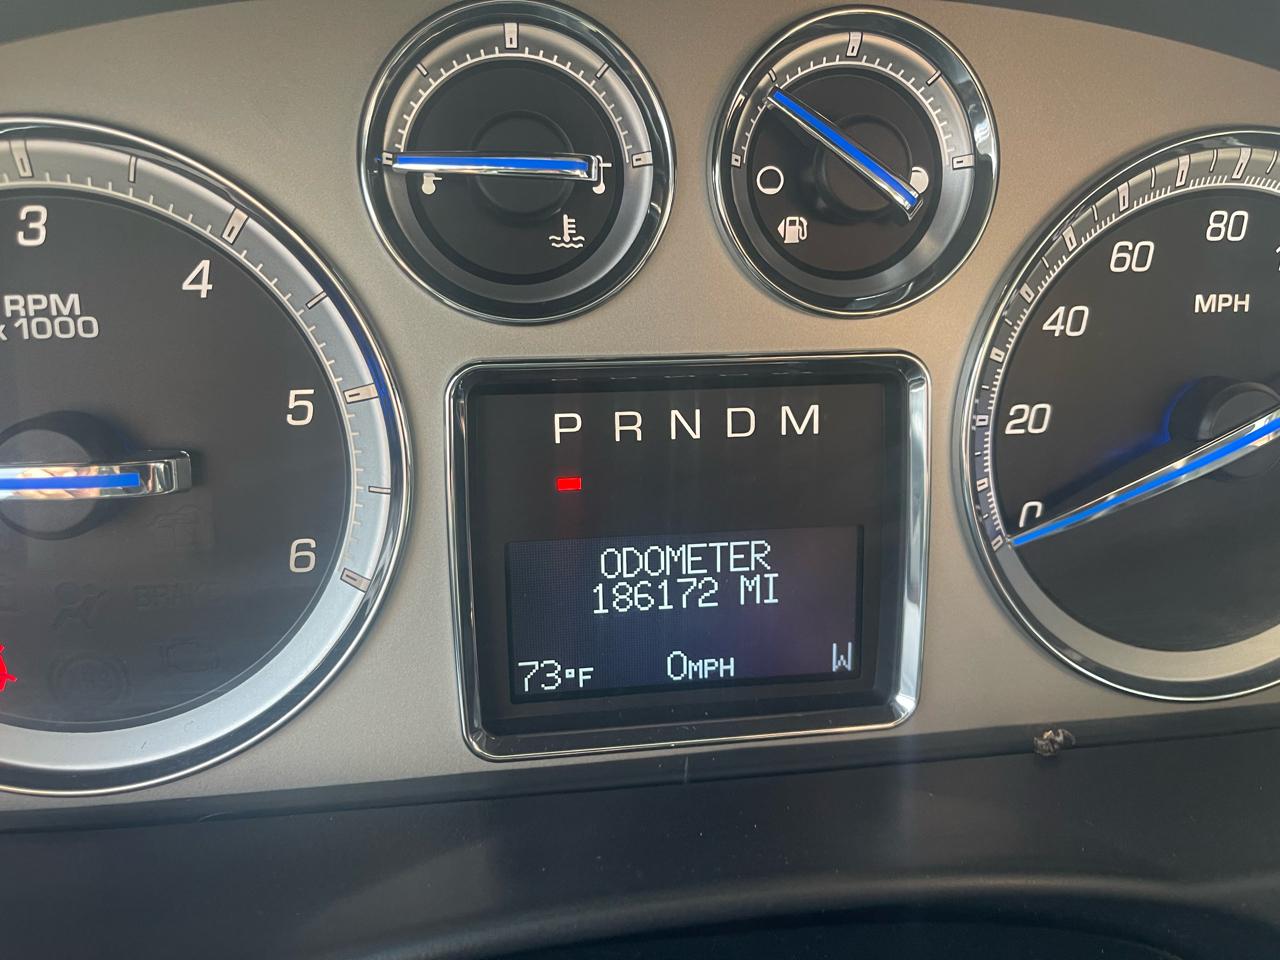 3
4
5
6
RPM
x 1000
P R N D M
ODOMETER
186172 MI
73°F 0MPH W
0
20
40
60
80
MPH